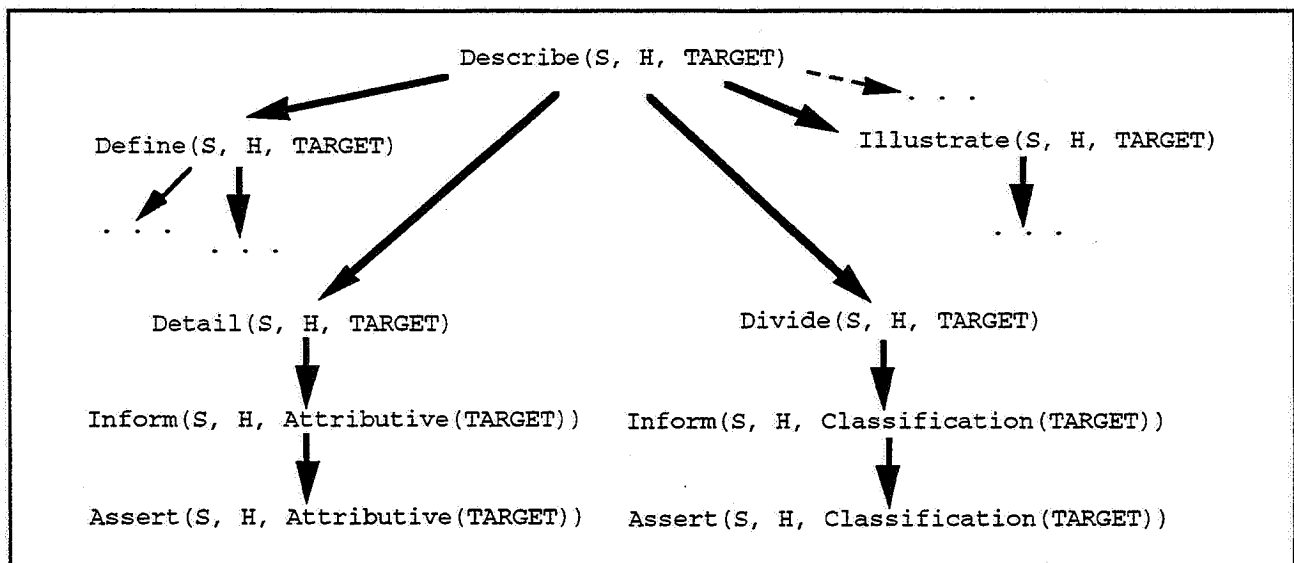 Describe(S, H, TARGET)
. . .
Define(S, H, TARGET)
Illustrate(S, H, TARGET)
. . .
. . .
. . .
Detail(S, H, TARGET)
Divide(S, H, TARGET)
Inform(S, H, Attributive(TARGET))
Inform(S, H, Classification(TARGET))
Assert(S, H, Attributive(TARGET))
Assert(S, H, Classification(TARGET))